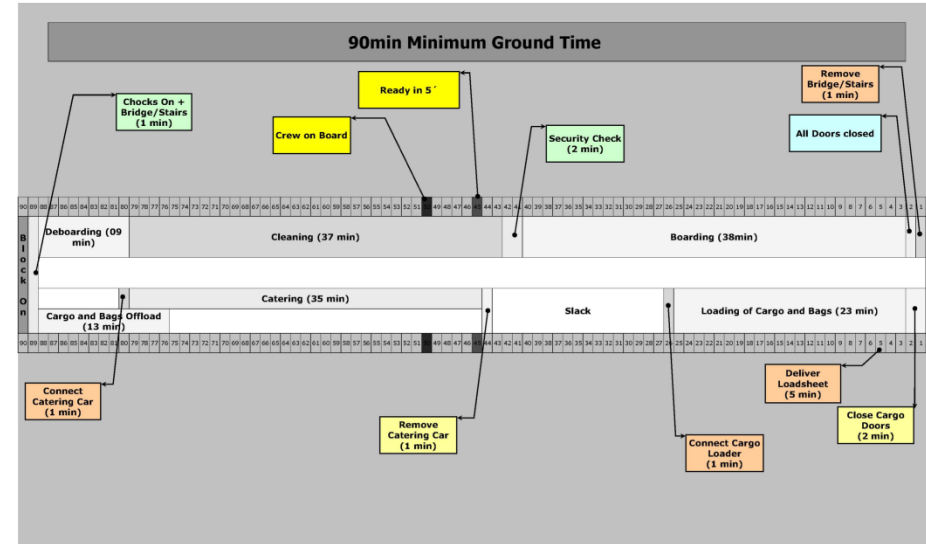 90min Minimum Ground Time
Remove
Bridge/Stairs
(1 min)
Ready in 5´
Chocks On +
Bridge/Stairs
(1 min)
Crew on Board
Security Check
(2 min)
All Doors closed
90 89 88 87 86 85 84 83 82 81 80 79 78 77 76 75 74 73 72 71 70 69 68 67 66 65 64 63 62 61 60 59 58 57 56 55 54 53 52 51 49 48 47 46 45 44 43 42 41 40 39 38 37 36 35 34 33 32 31 30 29 28 27 26 25 24 23 22 21 20 19 18 17 16 15 14 13 12 11 10 9 8 7 6 5 4 3 2 1
Block On
Deboarding (09
min)
Cleaning (37 min)
Boarding (38min)
Catering (35 min)
Cargo and Bags Offload
(13 min)
Slack
Loading of Cargo and Bags (23 min)
90 89 88 87 86 85 84 83 82 81 80 79 78 77 76 75 74 73 72 71 70 69 68 67 66 65 64 63 62 61 60 59 58 57 56 55 54 53 52 51 49 48 47 46 45 44 43 42 41 40 39 38 37 36 35 34 33 32 31 30 29 28 27 26 25 24 23 22 21 20 19 18 17 16 15 14 13 12 11 10 9 8 7 6 5 4 3 2 1
Connect
Catering Car
(1 min)
Deliver
Loadsheet
(5 min)
Remove
Catering Car
(1 min)
Close Cargo
Doors
(2 min)
Connect Cargo
Loader
(1 min)